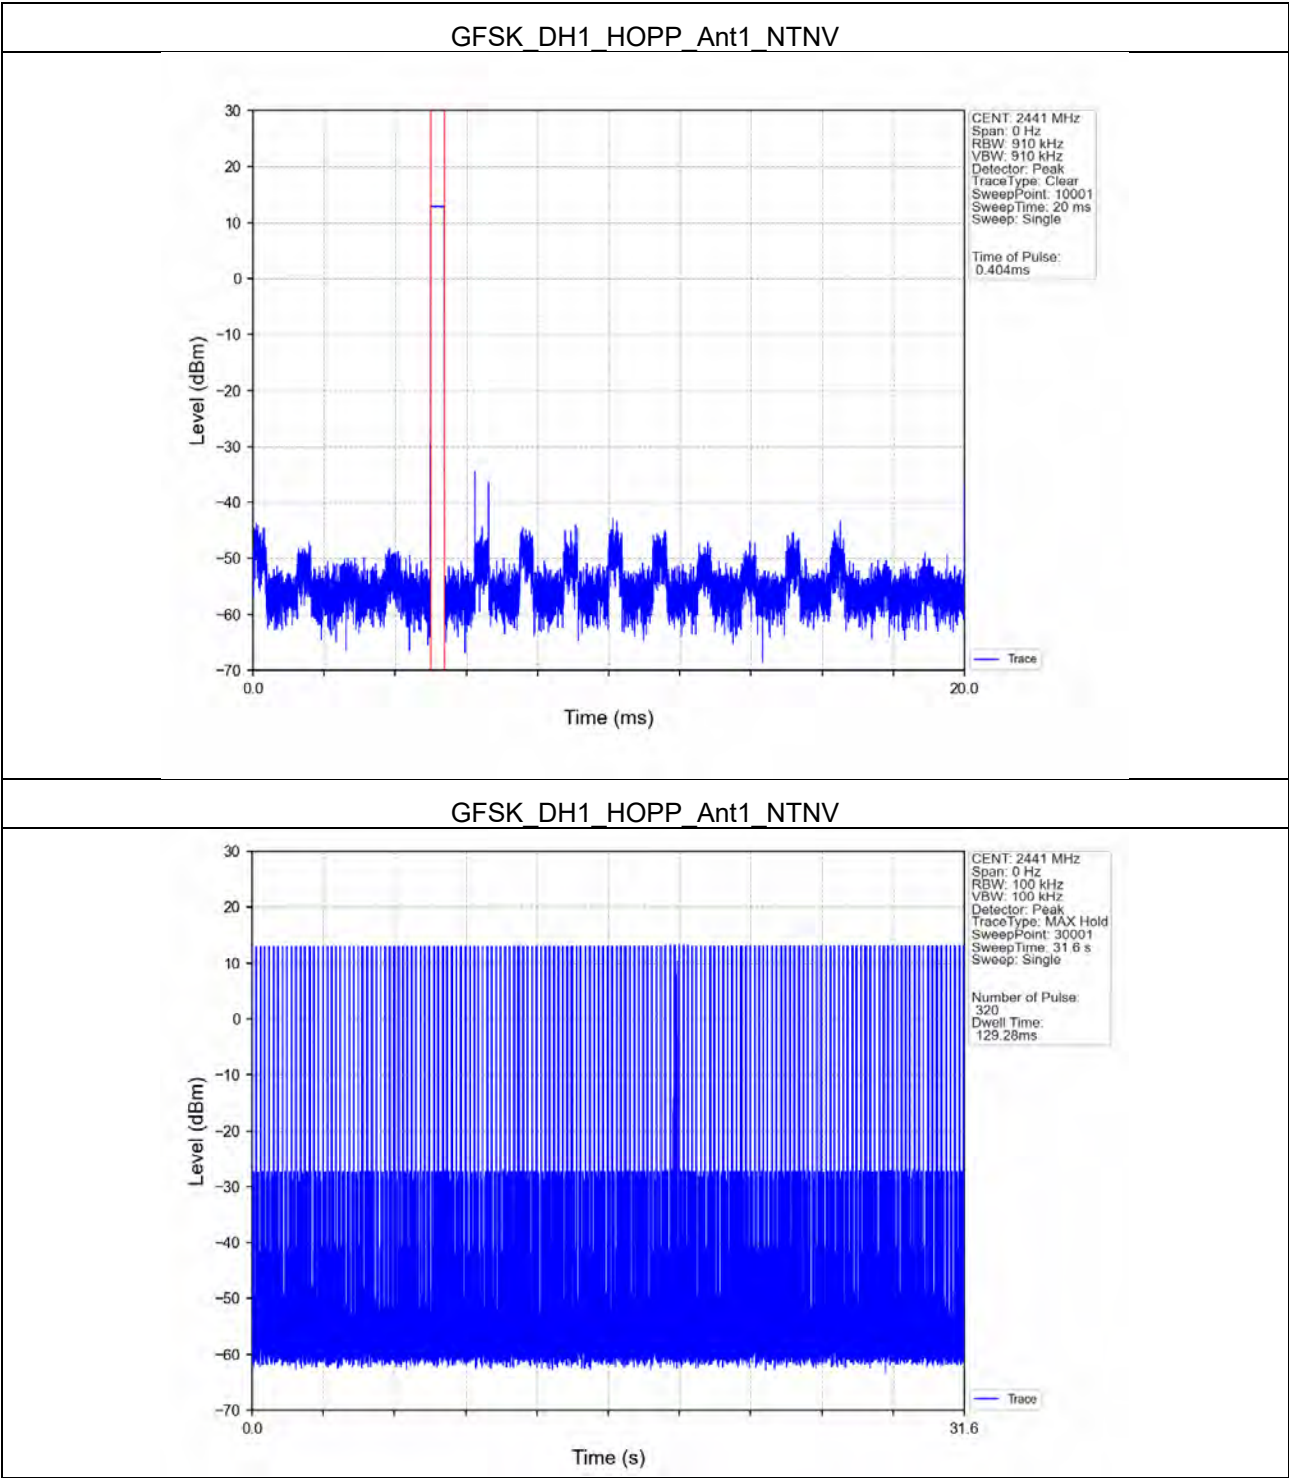 GFSK_DH1_HOPP_Ant1_NTNV
30
20
10
0
−10
−20
−30
−40
−50
−60
−70
Level (dBm)
0.0
20.0
Time (ms)
CENT: 2441 MHz
Span: 0 Hz
RBW: 910 kHz
VBW: 910 kHz
Detector: Peak
TraceType: Clear
SweepPoint: 10001
SweepTime: 20 ms
Sweep: Single
Time of Pulse:
0.404ms
Trace
GFSK_DH1_HOPP_Ant1_NTNV
30
20
10
0
−10
−20
−30
−40
−50
−60
−70
Level (dBm)
0.0
31.6
Time (s)
CENT: 2441 MHz
Span: 0 Hz
RBW: 100 kHz
VBW: 100 kHz
Detector: Peak
TraceType: MAX Hold
SweepPoint: 30001
SweepTime: 31.6 s
Sweep: Single
Number of Pulse:
320
Dwell Time:
129.28ms
Trace